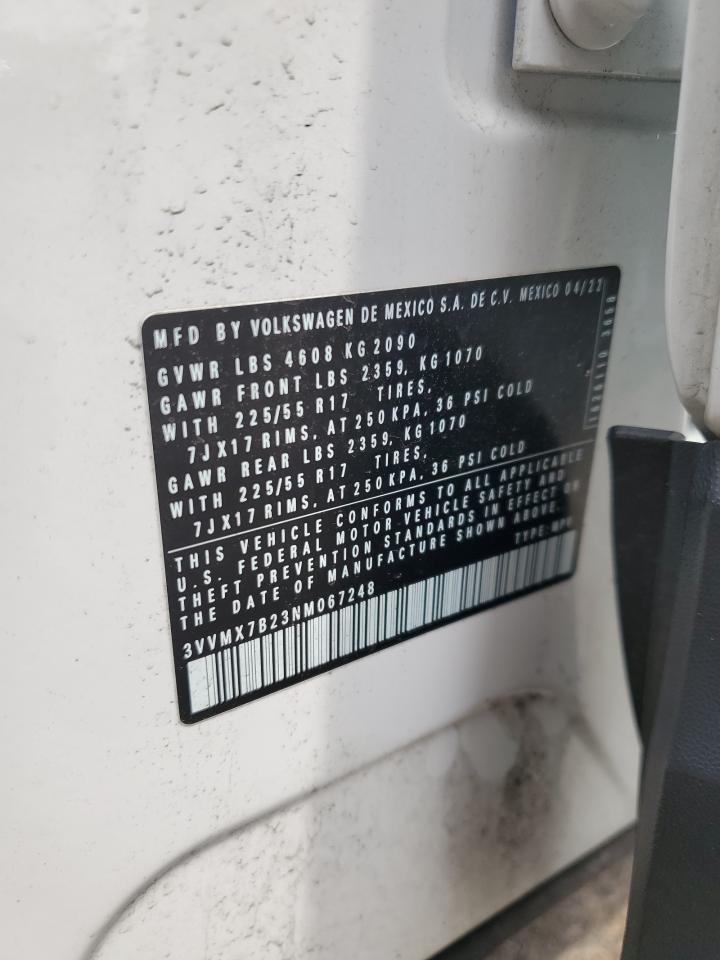 MFD BY VOLKSWAGEN DE MEXICO S.A. DE C.V. MEXICO 04/22
GVWR LBS 4608 KG 2090
GAWR FRONT LBS 2359, KG 1070
WITH 225/55 R17 TIRES,
7JX17 RIMS, AT 250 KPA, 36 PSI COLD
GAWR REAR LBS 2359, KG 1070
WITH 225/55 R17 TIRES,
7JX17 RIMS, AT 250 KPA, 36 PSI COLD
THIS VEHICLE CONFORMS TO ALL APPLICABLE
U.S. FEDERAL MOTOR VEHICLE SAFETY AND
THEFT PREVENTION STANDARDS IN EFFECT ON
THE DATE OF MANUFACTURE SHOWN ABOVE.
3VVMX7B23NM067248 TYPE: MPV